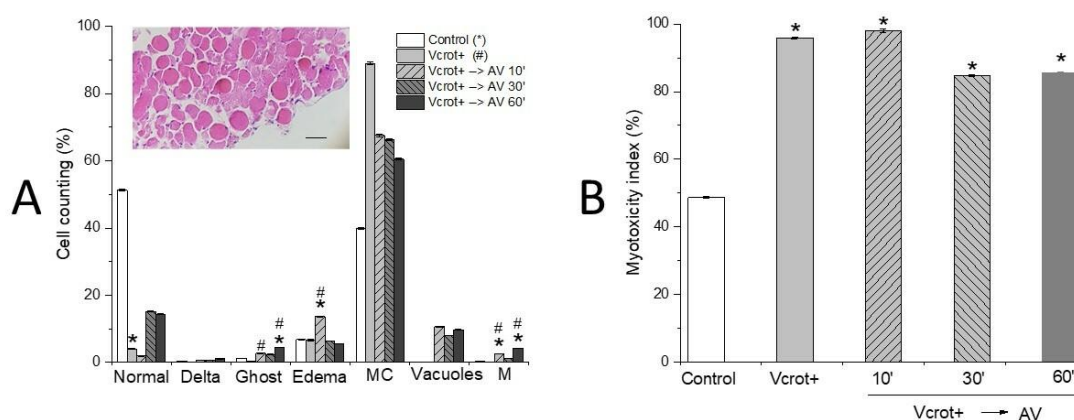 A
Cell counting (%)
100
80
60
40
20
0
Control (*)
Vcrot+ (#)
Vcrot+ –> AV 10'
Vcrot+ –> AV 30'
Vcrot+ –> AV 60'
*
#
#
*
#
*
#
*
#
*
Normal Delta Ghost Edema MC Vacuoles M
B
Myotoxicity index (%)
100
80
60
40
20
0
*
*
*
*
Control Vcrot+ 10' 30' 60'
Vcrot+ → AV